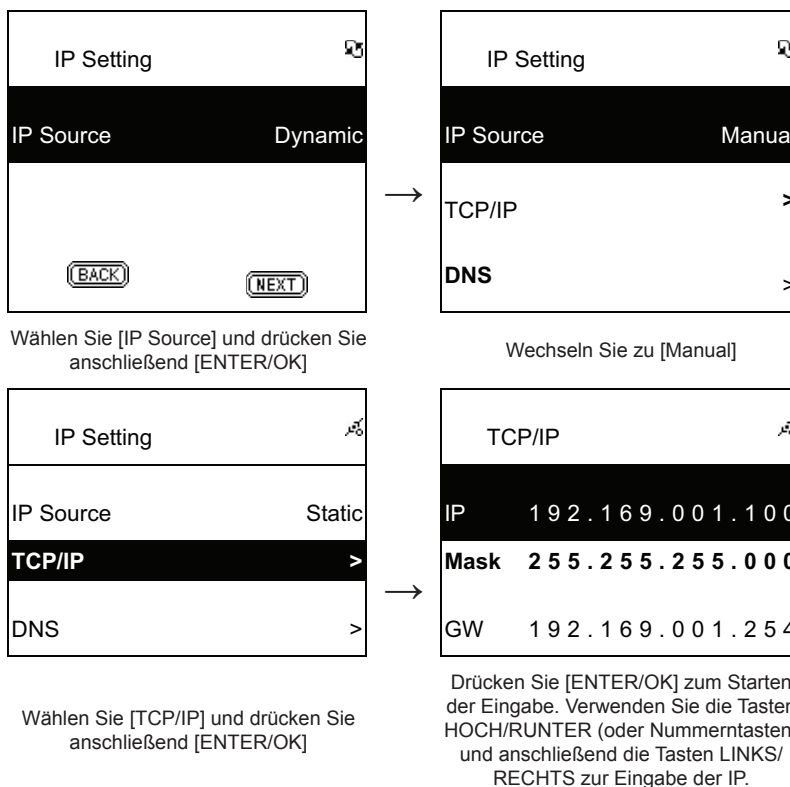 IP Setting
IP Source Dynamic
BACK NEXT
→
IP Setting
IP Source Manua
TCP/IP >
DNS >
Wählen Sie [IP Source] und drücken Sie
anschließend [ENTER/OK]
Wechseln Sie zu [Manual]
IP Setting
IP Source Static
TCP/IP >
DNS >
→
TCP/IP
IP 192.169.001.100
Mask 255.255.255.000
GW 192.169.001.254
Wählen Sie [TCP/IP] und drücken Sie
anschließend [ENTER/OK]
Drücken Sie [ENTER/OK] zum Starten
der Eingabe. Verwenden Sie die Tasten
HOCH/RUNTER (oder Nummerntasten
und anschließend die Tasten LINKS/
RECHTS zur Eingabe der IP.